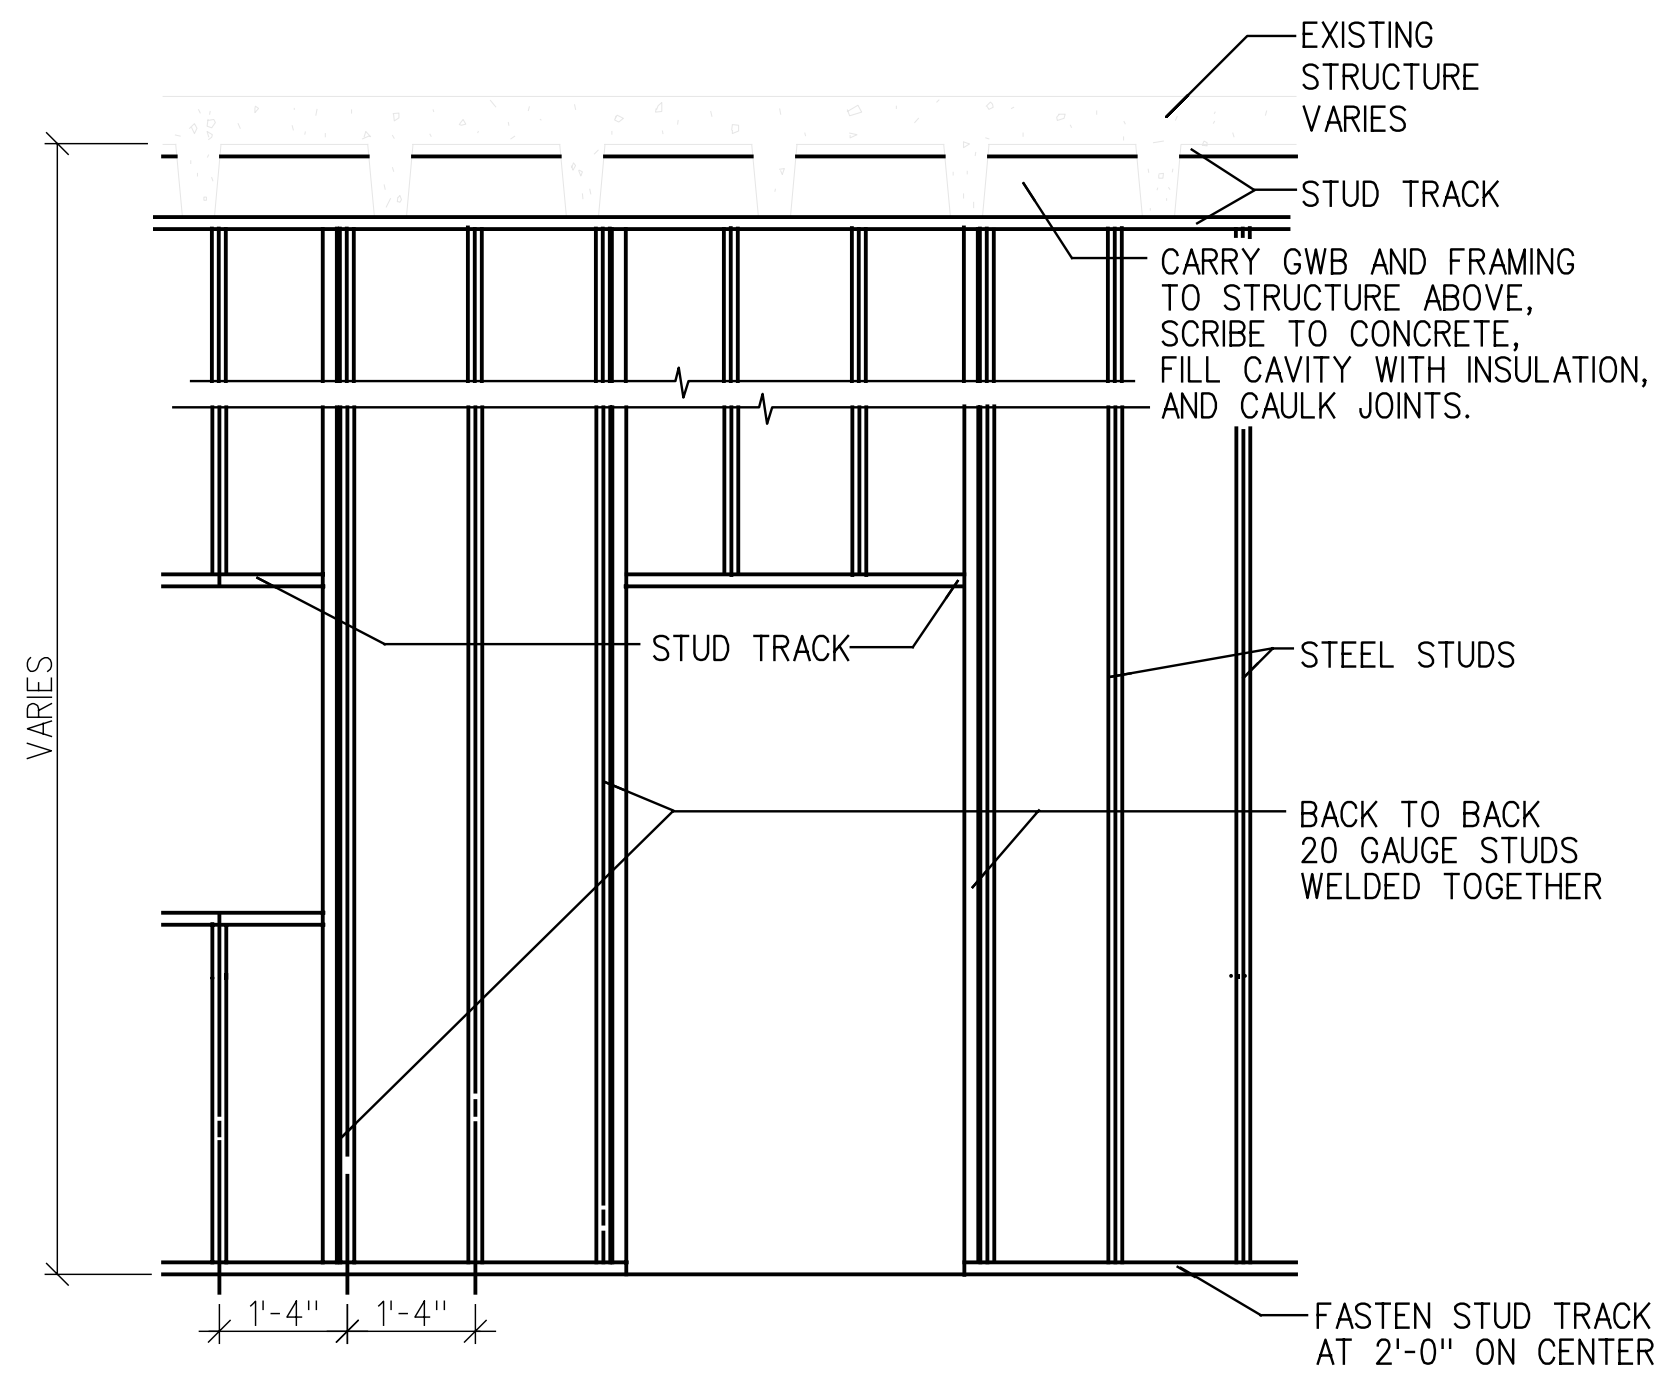 EXISTING
STRUCTURE
VARIES
STUD TRACK
CARRY GWB AND FRAMING
TO STRUCTURE ABOVE,
SCRIBE TO CONCRETE,
FILL CAVITY WITH INSULATION,
AND CAULK JOINTS.
STUD TRACK
STEEL STUDS
VARIES
BACK TO BACK
20 GAUGE STUDS
WELDED TOGETHER
1'-4" 1'-4"
FASTEN STUD TRACK
AT 2'-0" ON CENTER